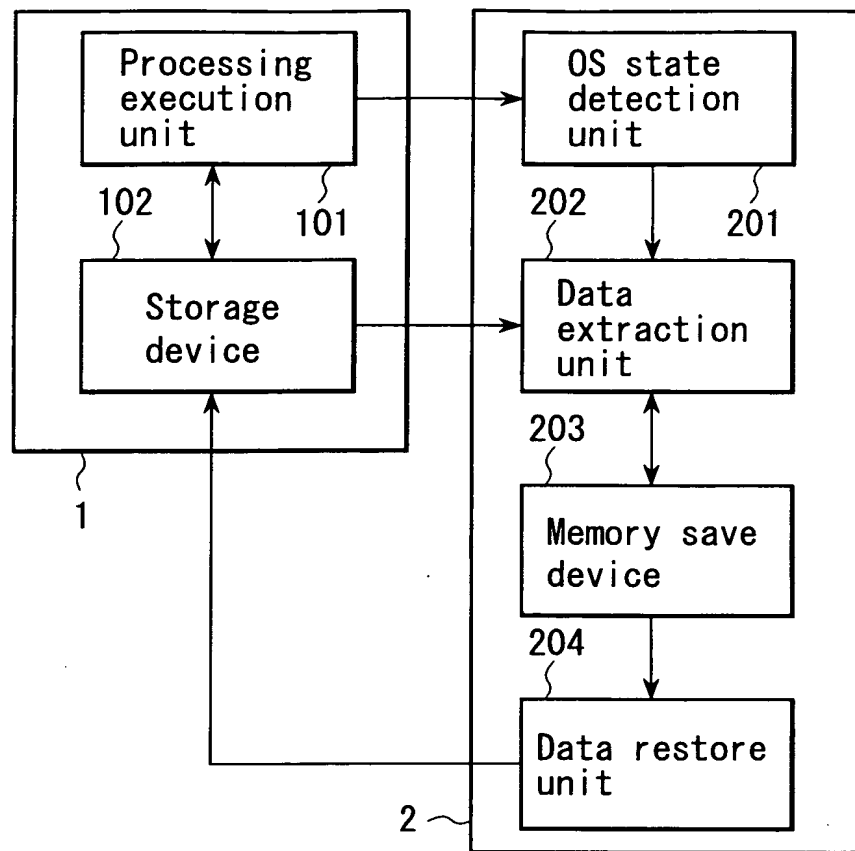 Processing
execution
unit
OS state
detection
unit
102
101
202
201
Storage
device
Data
extraction
unit
203
1
Memory save
device
204
Data restore
unit
2